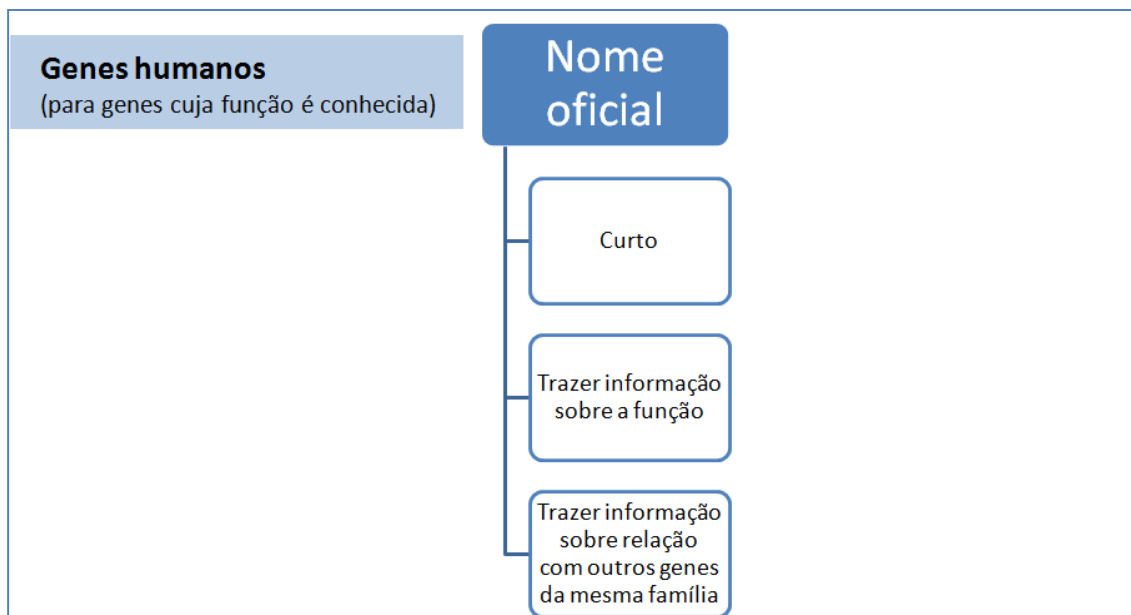 Genes humanos
(para genes cuja função é conhecida)
Nome
oficial
Curto
Trazer informação
sobre a função
Trazer informação
sobre relação
com outros genes
da mesma família